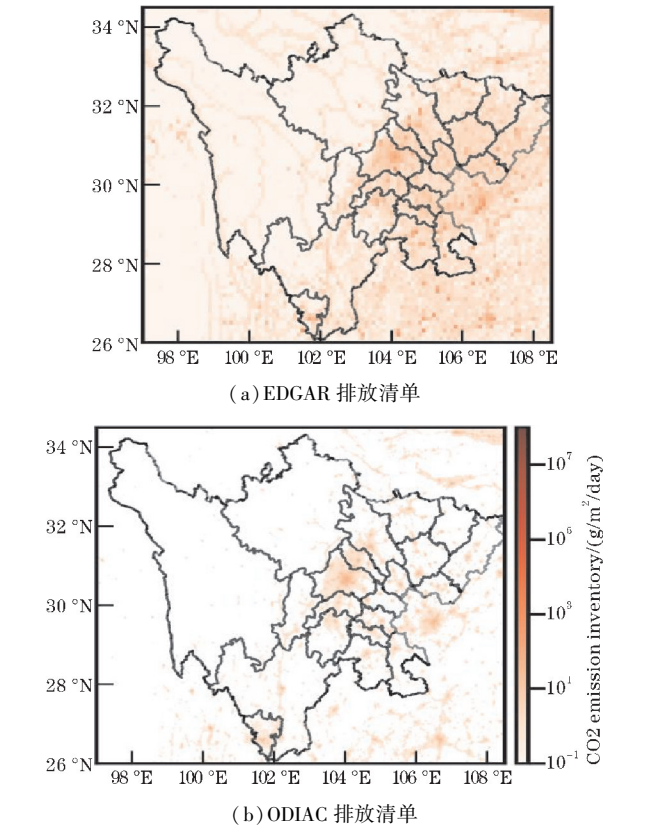 34 °N
32 °N
30 °N
28 °N
26 °N
98 °E 100 °E 102 °E 104 °E 106 °E 108 °E
(a)EDGAR 排放清单
34 °N
32 °N
30 °N
28 °N
26 °N
98 °E 100 °E 102 °E 104 °E 106 °E 108 °E
10⁷
10⁶
10³
10¹
10⁻¹
CO2 emission inventory/(g/m²/day)
(b)ODIAC 排放清单